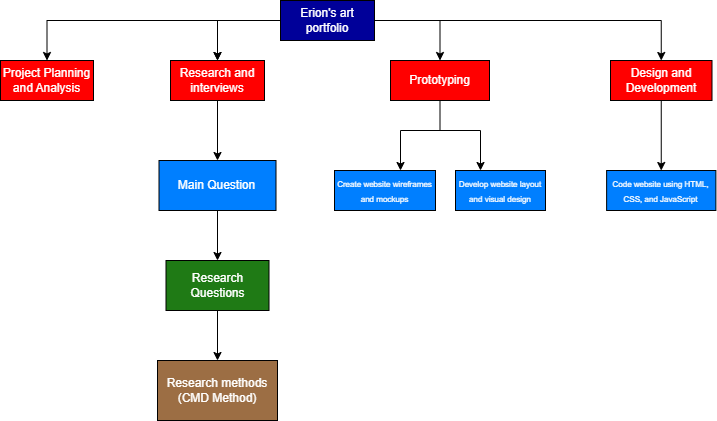 Erion's art
portfolio
Project Planning
and Analysis
Research and
interviews
Prototyping
Design and
Development
Main Question
Create website wireframes
and mockups
Develop website layout
and visual design
Code website using HTML,
CSS, and JavaScript
Research
Questions
Research methods
(CMD Method)